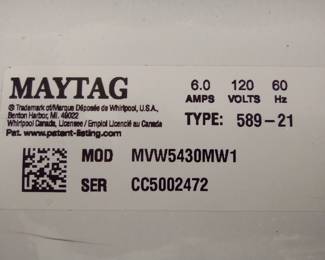 MAYTAG
® Trademark of/Marque Déposée de Whirlpool, U.S.A.,
Benton Harbor, MI. 49022
Whirlpool Canada, Licensee / Emploi Licencié au Canada
Pat. www.patent-listing.com
6.0 120 60
AMPS VOLTS Hz
TYPE: 589-21
MOD MVW5430MW1
SER CC5002472